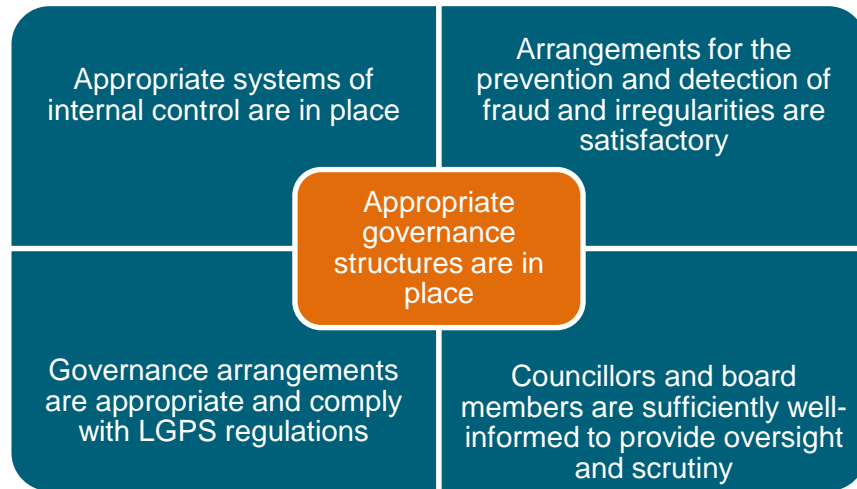 Appropriate systems of
internal control are in place
Arrangements for the
prevention and detection of
fraud and irregularities are
satisfactory
Appropriate
governance
structures are in
place
Governance arrangements
are appropriate and comply
with LGPS regulations
Councillors and board
members are sufficiently well-
informed to provide oversight
and scrutiny